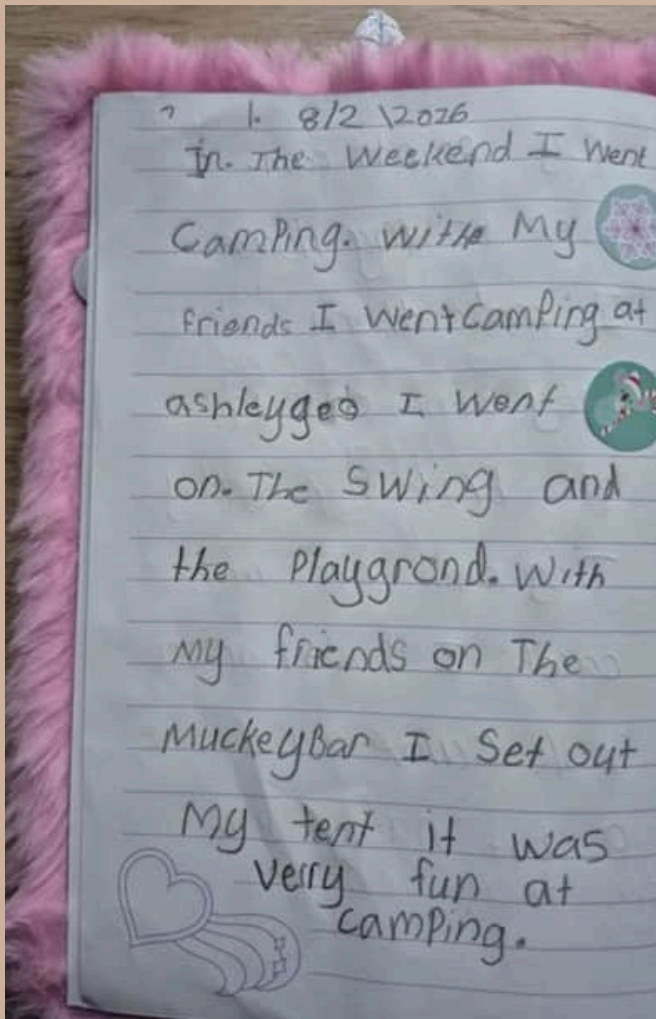 1. 8/2 \2026
In. The Weekend I Went
Camping. Withe My
friends I Went Camping at
ashleygeo I Went
on. The Swing and
the Playgrond. With
My friends on The
MuckeyBar I Set out
My tent it was
verry fun at
camping.